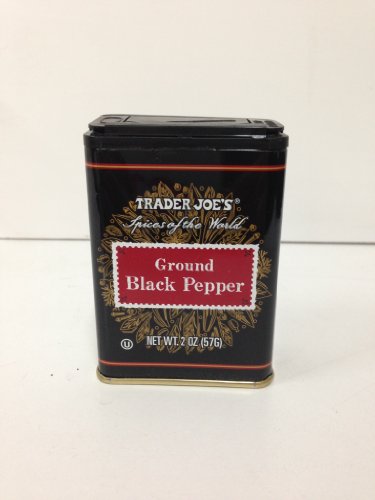 TRADER JOE'S®
Spices of the World
Ground
Black Pepper
NET WT. 2 OZ (57G)
U